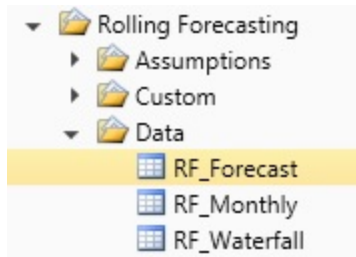 Rolling Forecasting
Assumptions
Custom
Data
RF_Forecast
RF_Monthly
RF_Waterfall